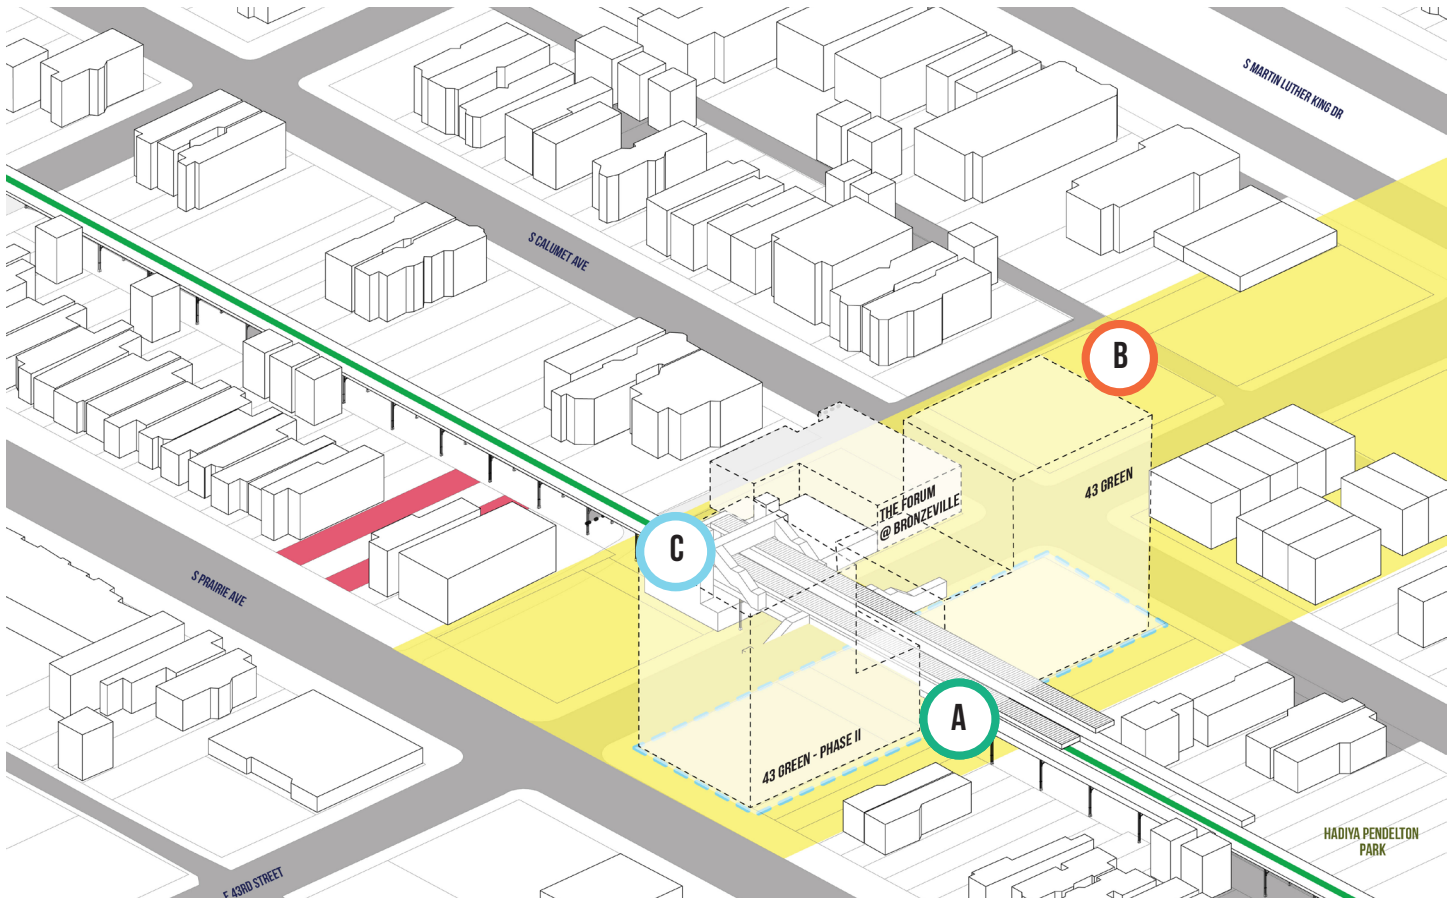 S MARTIN LUTHER KING DR
S CALUMET AVE
B
43 GREEN
THE FORUM
@ BRONZEVILLE
C
S PRAIRIE AVE
A
43 GREEN - PHASE II
HADIYA PENDELTON
PARK
E 43RD STREET